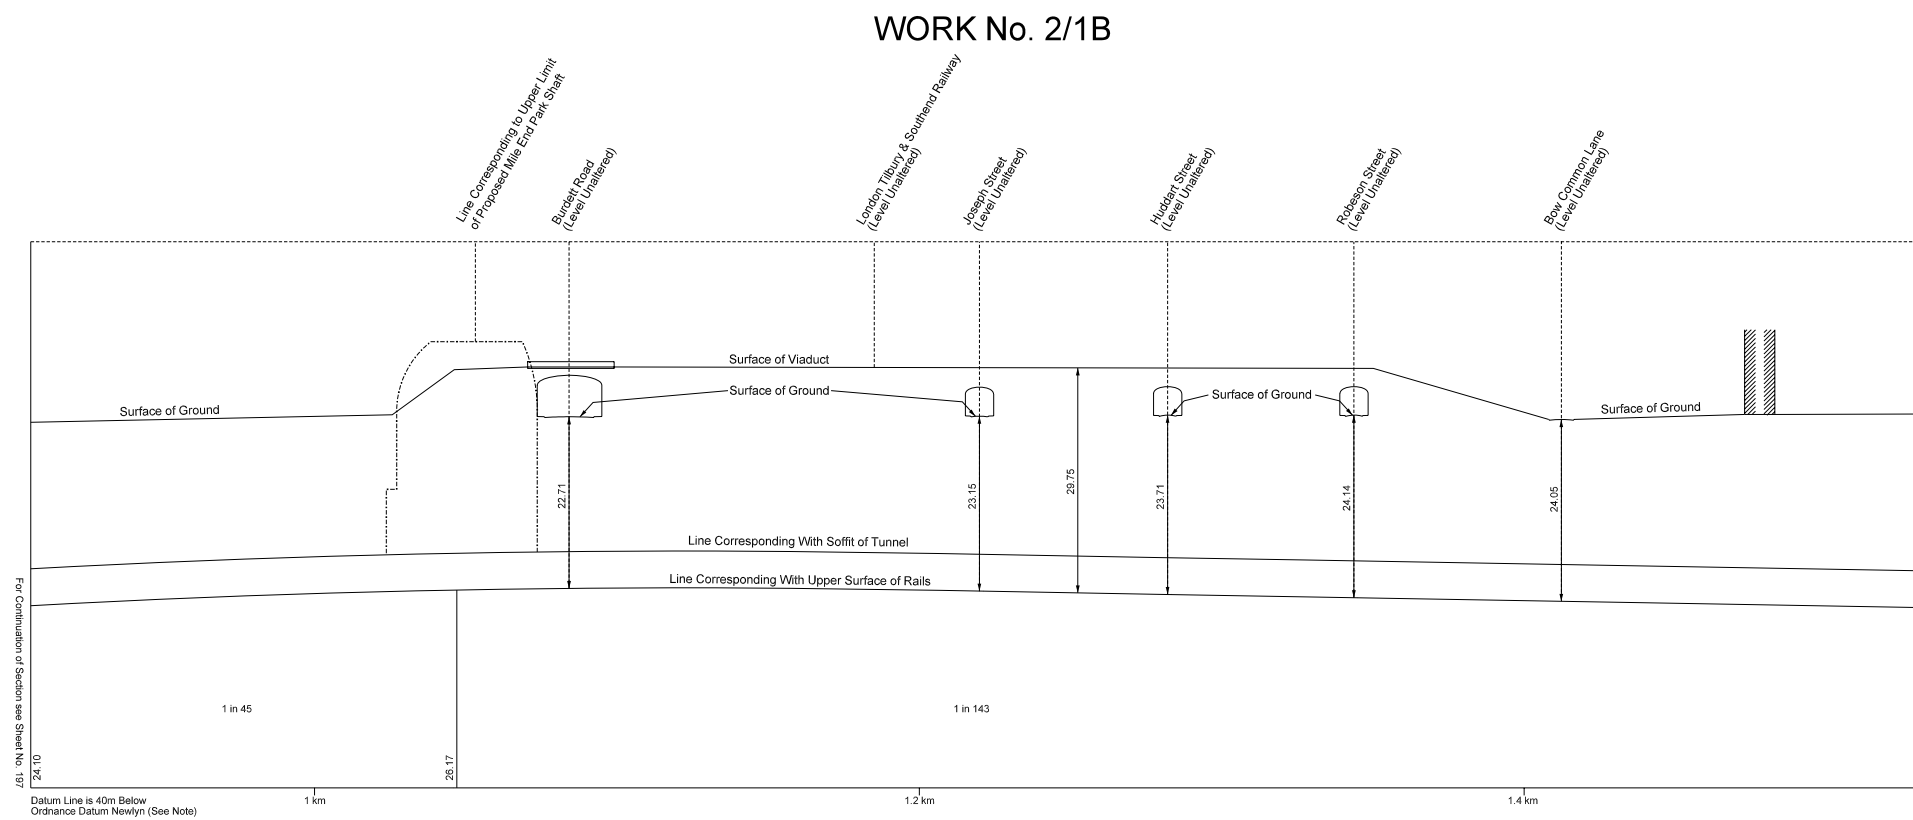 WORK No. 2/1B
Line Corresponding to Upper Limit
of Proposed Mile End Park Shaft
Burdett Road
(Level Unaltered)
London Tilbury & Southend Railway
(Level Unaltered)
Joseph Street
(Level Unaltered)
Huddart Street
(Level Unaltered)
Robeson Street
(Level Unaltered)
Bow Common Lane
(Level Unaltered)
Surface of Viaduct
Surface of Ground
Surface of Ground
Surface of Ground
Surface of Ground
22.71
23.15
29.75
23.71
24.14
24.05
Line Corresponding With Soffit of Tunnel
Line Corresponding With Upper Surface of Rails
For Continuation of Section see Sheet No. 197
1 in 45
1 in 143
24.10
26.17
Datum Line is 40m Below
Ordnance Datum Newlyn (See Note)
1 km
1.2 km
1.4 km